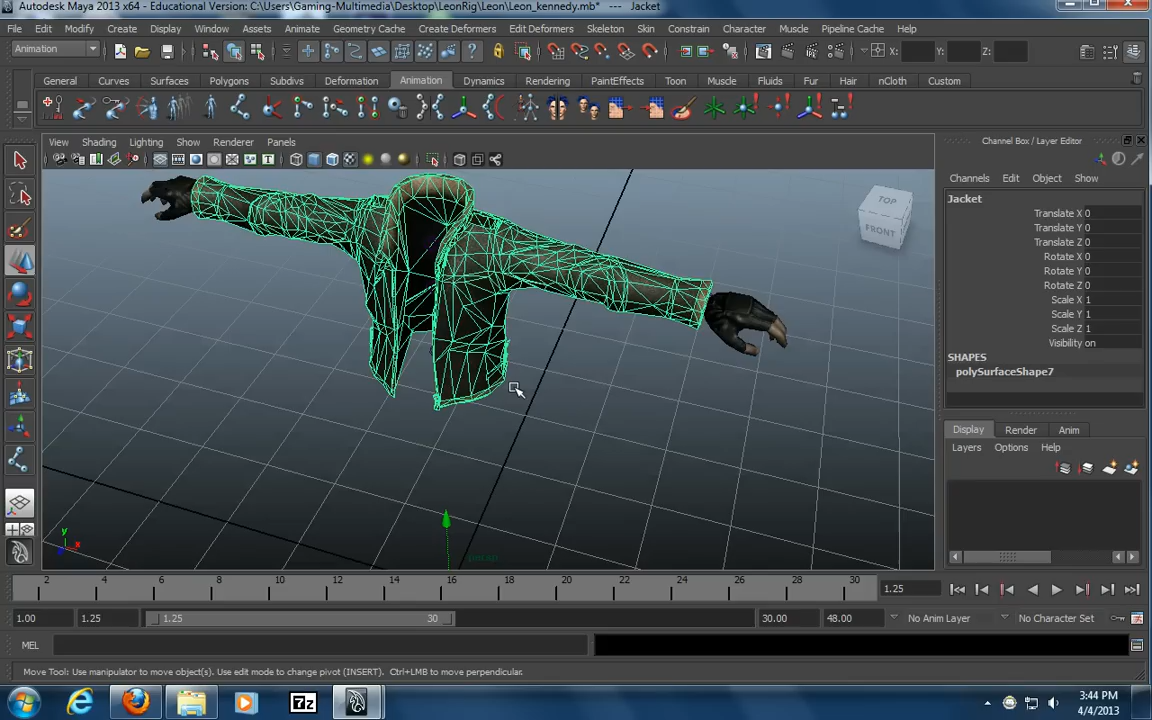 Autodesk Maya 2013 x64 - Educational Version: C:\Users\Gaming-Multimedia\Desktop\LeonRig\Leon\Leon_kennedy.mb* --- Jacket
File Edit Modify Create Display Window Assets Animate Geometry Cache Create Deformers Edit Deformers Skeleton Skin Constrain Character Muscle Pipeline Cache Help
Animation X: Y: Z:
General Curves Surfaces Polygons Subdivs Deformation Animation Dynamics Rendering PaintEffects Toon Muscle Fluids Fur Hair nCloth Custom
View Shading Lighting Show Renderer Panels
Channel Box / Layer Editor
Channels Edit Object Show
Jacket
Translate X 0
Translate Y 0
Translate Z 0
Rotate X 0
Rotate Y 0
Rotate Z 0
Scale X 1
Scale Y 1
Scale Z 1
Visibility on
SHAPES
polySurfaceShape7
TOP
FRONT
Display Render Anim
Layers Options Help
y
x
z
persp
2 4 6 8 10 12 14 16 18 20 22 24 26 28 30
1.25
1.00 1.25 1.25 30 30.00 48.00 No Anim Layer No Character Set
MEL
Move Tool: Use manipulator to move object(s). Use edit mode to change pivot (INSERT). Ctrl+LMB to move perpendicular.
7z
3:44 PM
4/4/2013